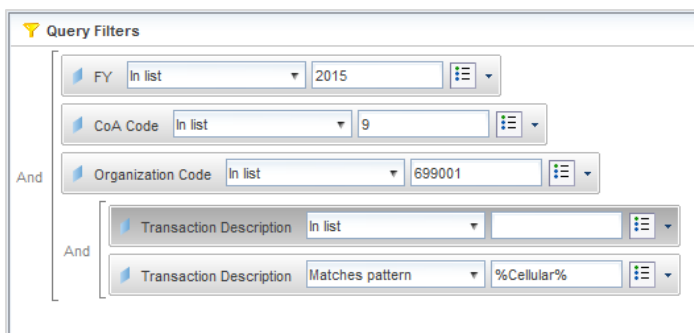 Query Filters
FY In list 2015
CoA Code In list 9
And
Organization Code In list 699001
Transaction Description In list
And
Transaction Description Matches pattern %Cellular%